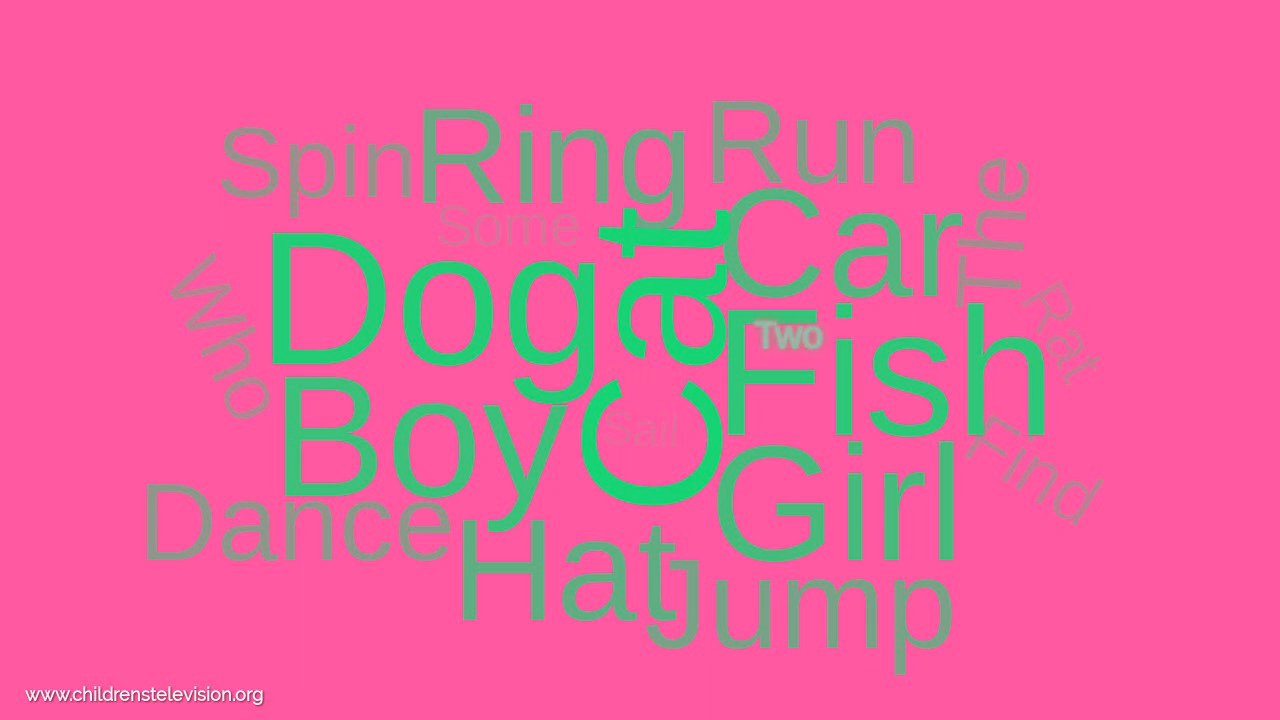 Spin
Ring
Run
Some
Car
The
Dog
Cat
Who
Rat
Two
Fish
Boy
Sail
Find
Girl
Dance
Hat
Jump
www.childrenstelevision.org